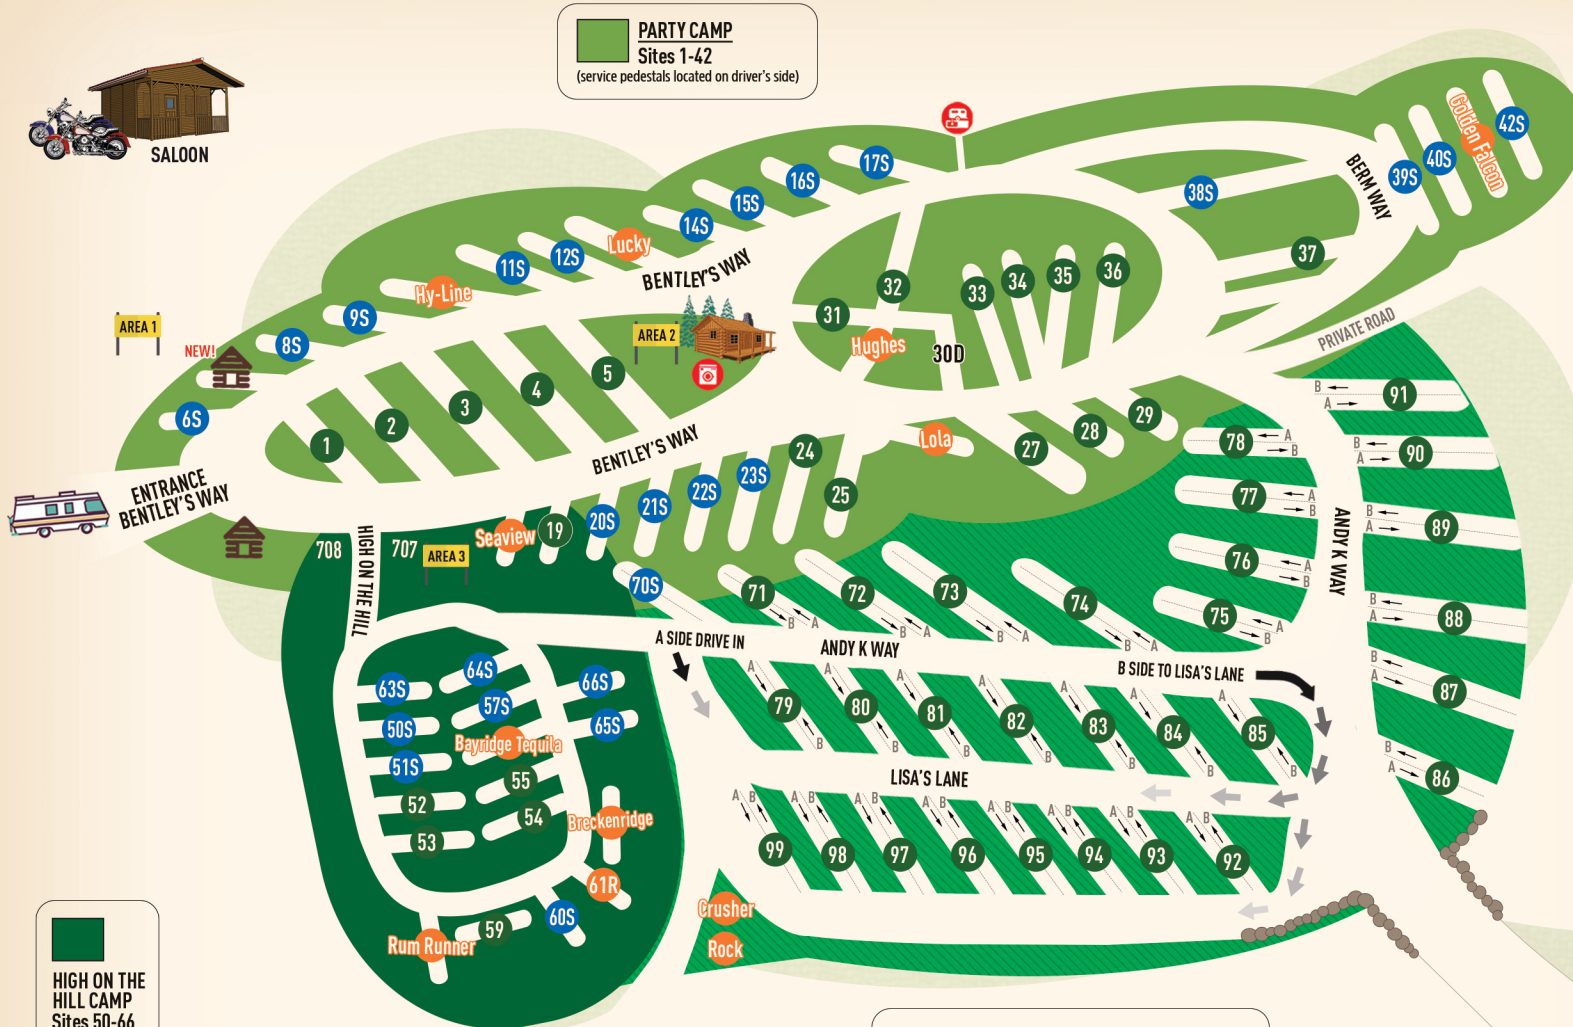 PARTY CAMP
Sites 1-42
(service pedestals located on driver's side)
SALOON
17S
16S
15S
14S
Lucky
12S
11S
Hy-Line
9S
8S
NEW!
6S
AREA 1
BENTLEY'S WAY
AREA 2
1
2
3
4
5
BENTLEY'S WAY
ENTRANCE
BENTLEY'S WAY
31
32
33
34
35
36
Hughes
30D
38S
37
BERM WAY
39S
40S
Golden Falcon
42S
PRIVATE ROAD
Lola
27
28
29
24
25
23S
22S
21S
20S
19
Seaview
708
707
AREA 3
HIGH ON THE HILL
70S
71
B
A
72
B
A
73
B
A
74
B
A
75
A
B
76
A
B
77
A
B
78
A
B
ANDY K WAY
91
B
A
90
B
A
89
B
A
88
B
A
87
B
A
86
B
A
A SIDE DRIVE IN
ANDY K WAY
B SIDE TO LISA'S LANE
A
79
B
A
80
B
A
81
B
A
82
B
A
83
B
A
84
B
A
85
B
LISA'S LANE
A B
99
A B
98
A B
97
A B
96
A B
95
A B
94
A B
93
A B
92
63S
64S
66S
50S
57S
65S
51S
Bayridge Tequila
52
55
53
54
Breckenridge
61R
60S
59
Rum Runner
Crusher
Rock
HIGH ON THE
HILL CAMP
Sites 50-66